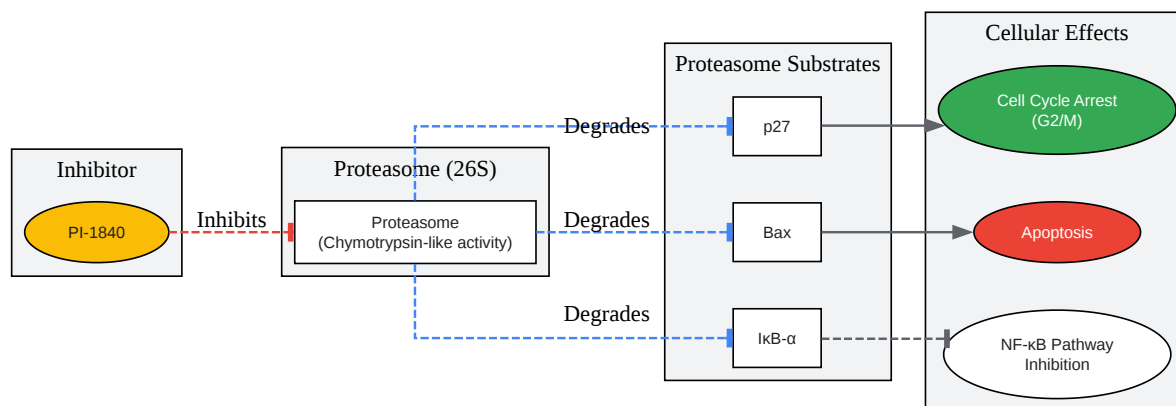 Inhibitor
PI-1840
Inhibits
Proteasome (26S)
Proteasome
(Chymotrypsin-like activity)
Degrades
Degrades
Degrades
Proteasome Substrates
p27
Bax
IκB-α
Cellular Effects
Cell Cycle Arrest
(G2/M)
Apoptosis
NF-κB Pathway
Inhibition